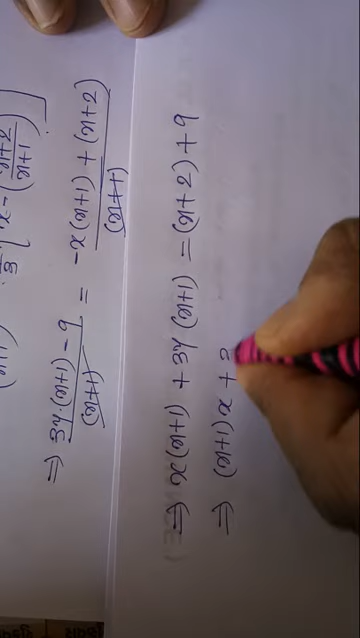 ⇒ (3y·(n+1) − 9)/(n+1) = (−x(n+1) + (n+2))/(n+1)
⇒ x(n+1) + 3y(n+1) = (n+2) + 9
⇒ (n+1)x + 3